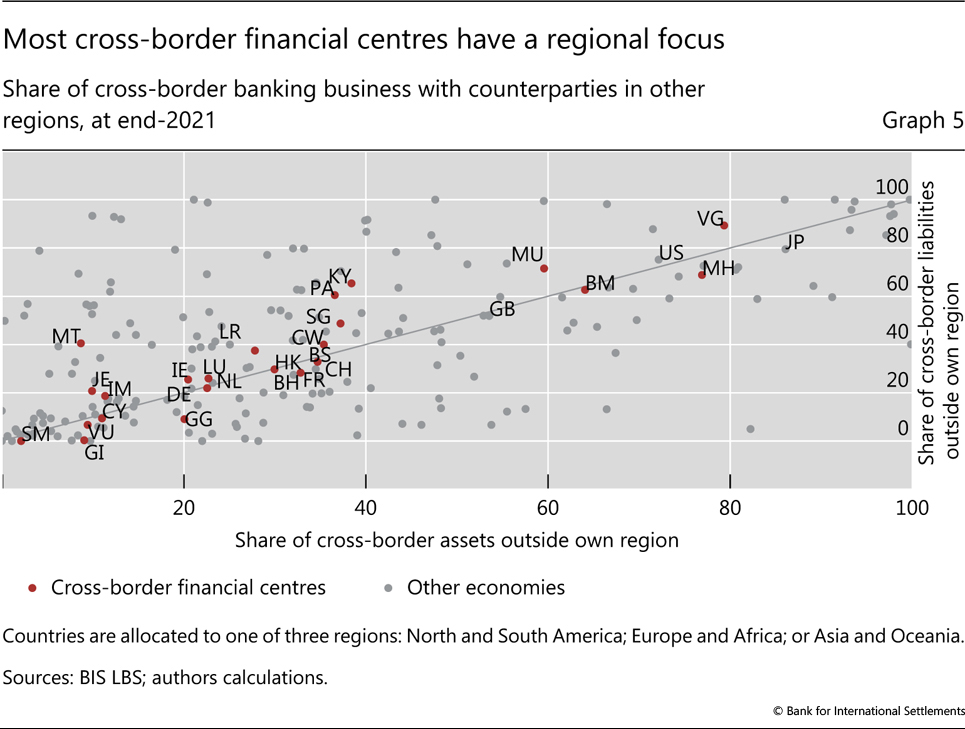 Most cross-border financial centres have a regional focus
Share of cross-border banking business with counterparties in other
regions, at end-2021
Graph 5
100
80
60
40
20
0
Share of cross-border liabilities
outside own region
VG
JP
US
MH
MU
BM
GB
KY
PA
SG
LR
CW
BS
MT
HK
CH
IE
LU
NL
BH
FR
JE
IM
DE
CY
GG
SM
VU
GI
20
40
60
80
100
Share of cross-border assets outside own region
Cross-border financial centres
Other economies
Countries are allocated to one of three regions: North and South America; Europe and Africa; or Asia and Oceania.
Sources: BIS LBS; authors calculations.
© Bank for International Settlements